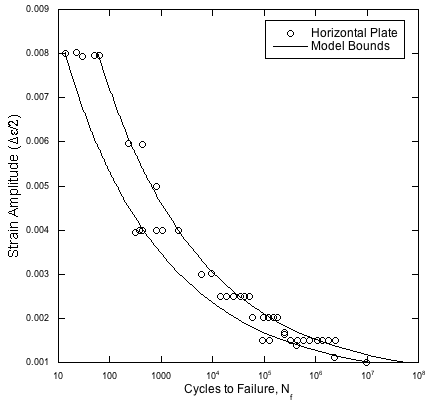 Horizontal Plate
Model Bounds
Strain Amplitude (Δε/2)
0.009
0.008
0.007
0.006
0.005
0.004
0.003
0.002
0.001
10 100 1000 10⁴ 10⁵ 10⁶ 10⁷ 10⁸
Cycles to Failure, N_f